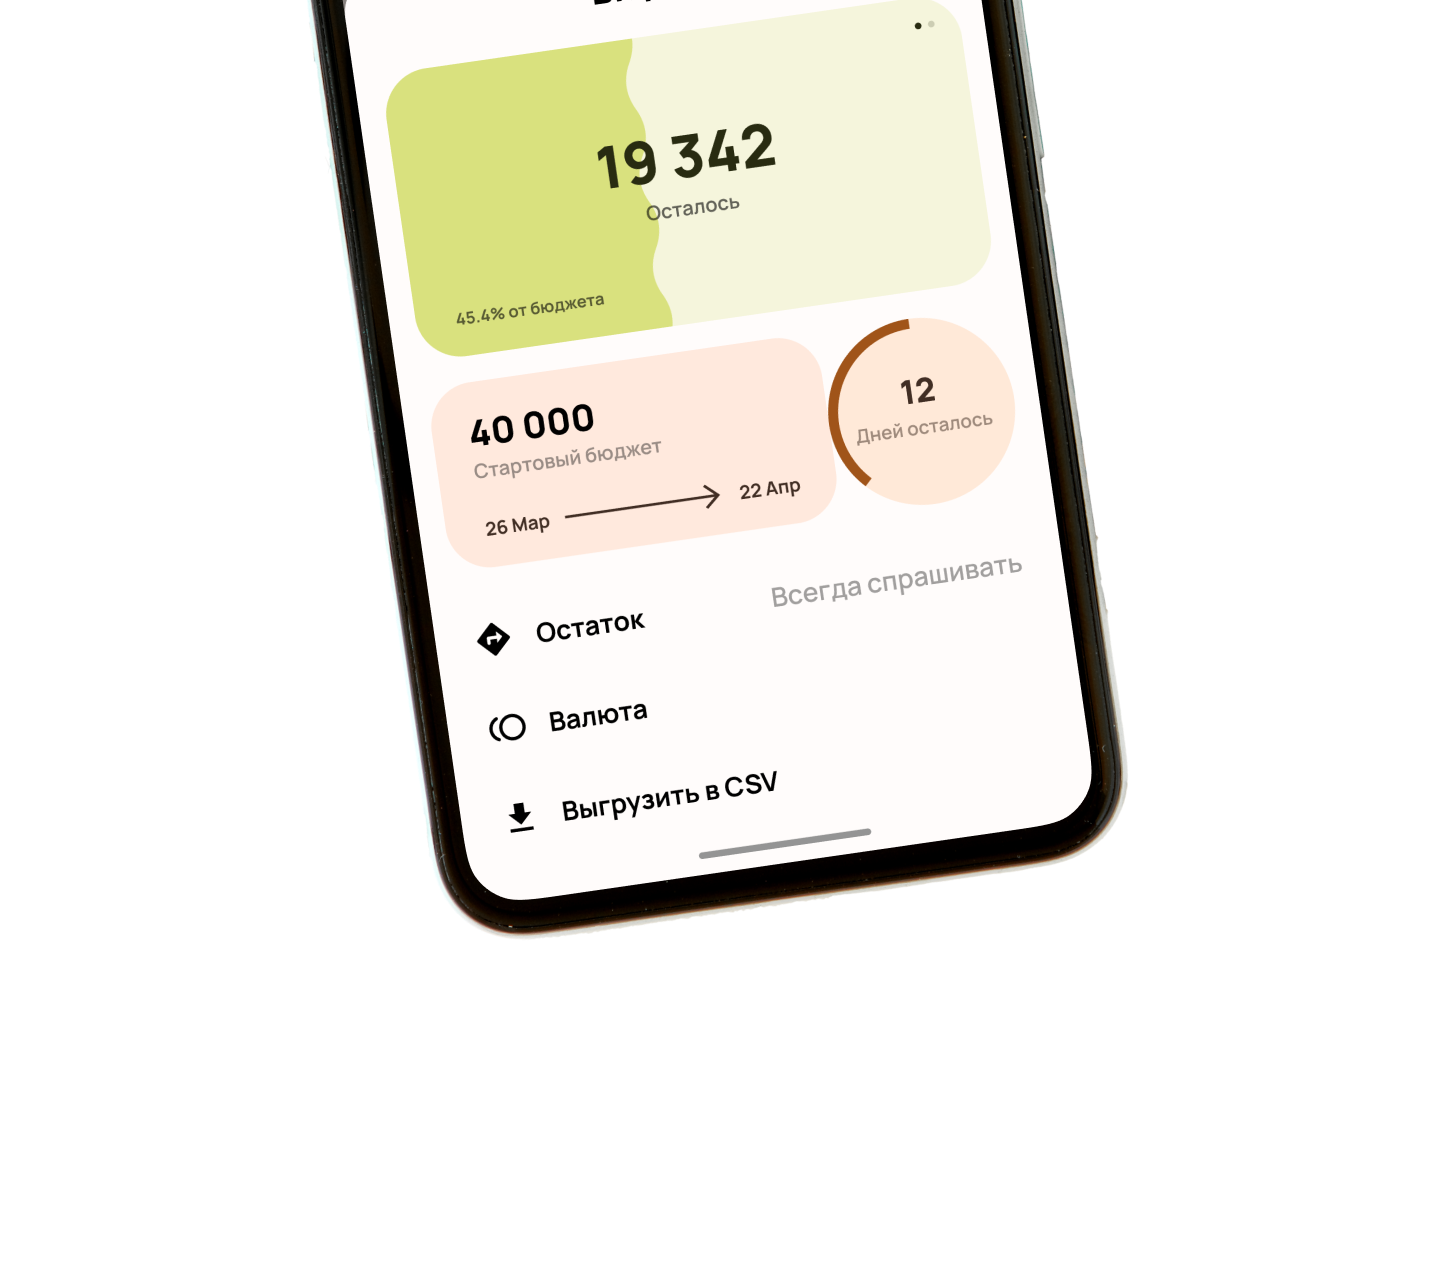 19 342
Осталось
45.4% от бюджета
40 000
Стартовый бюджет
26 Мар
22 Апр
12
Дней осталось
Остаток
Всегда спрашивать
Валюта
Выгрузить в CSV